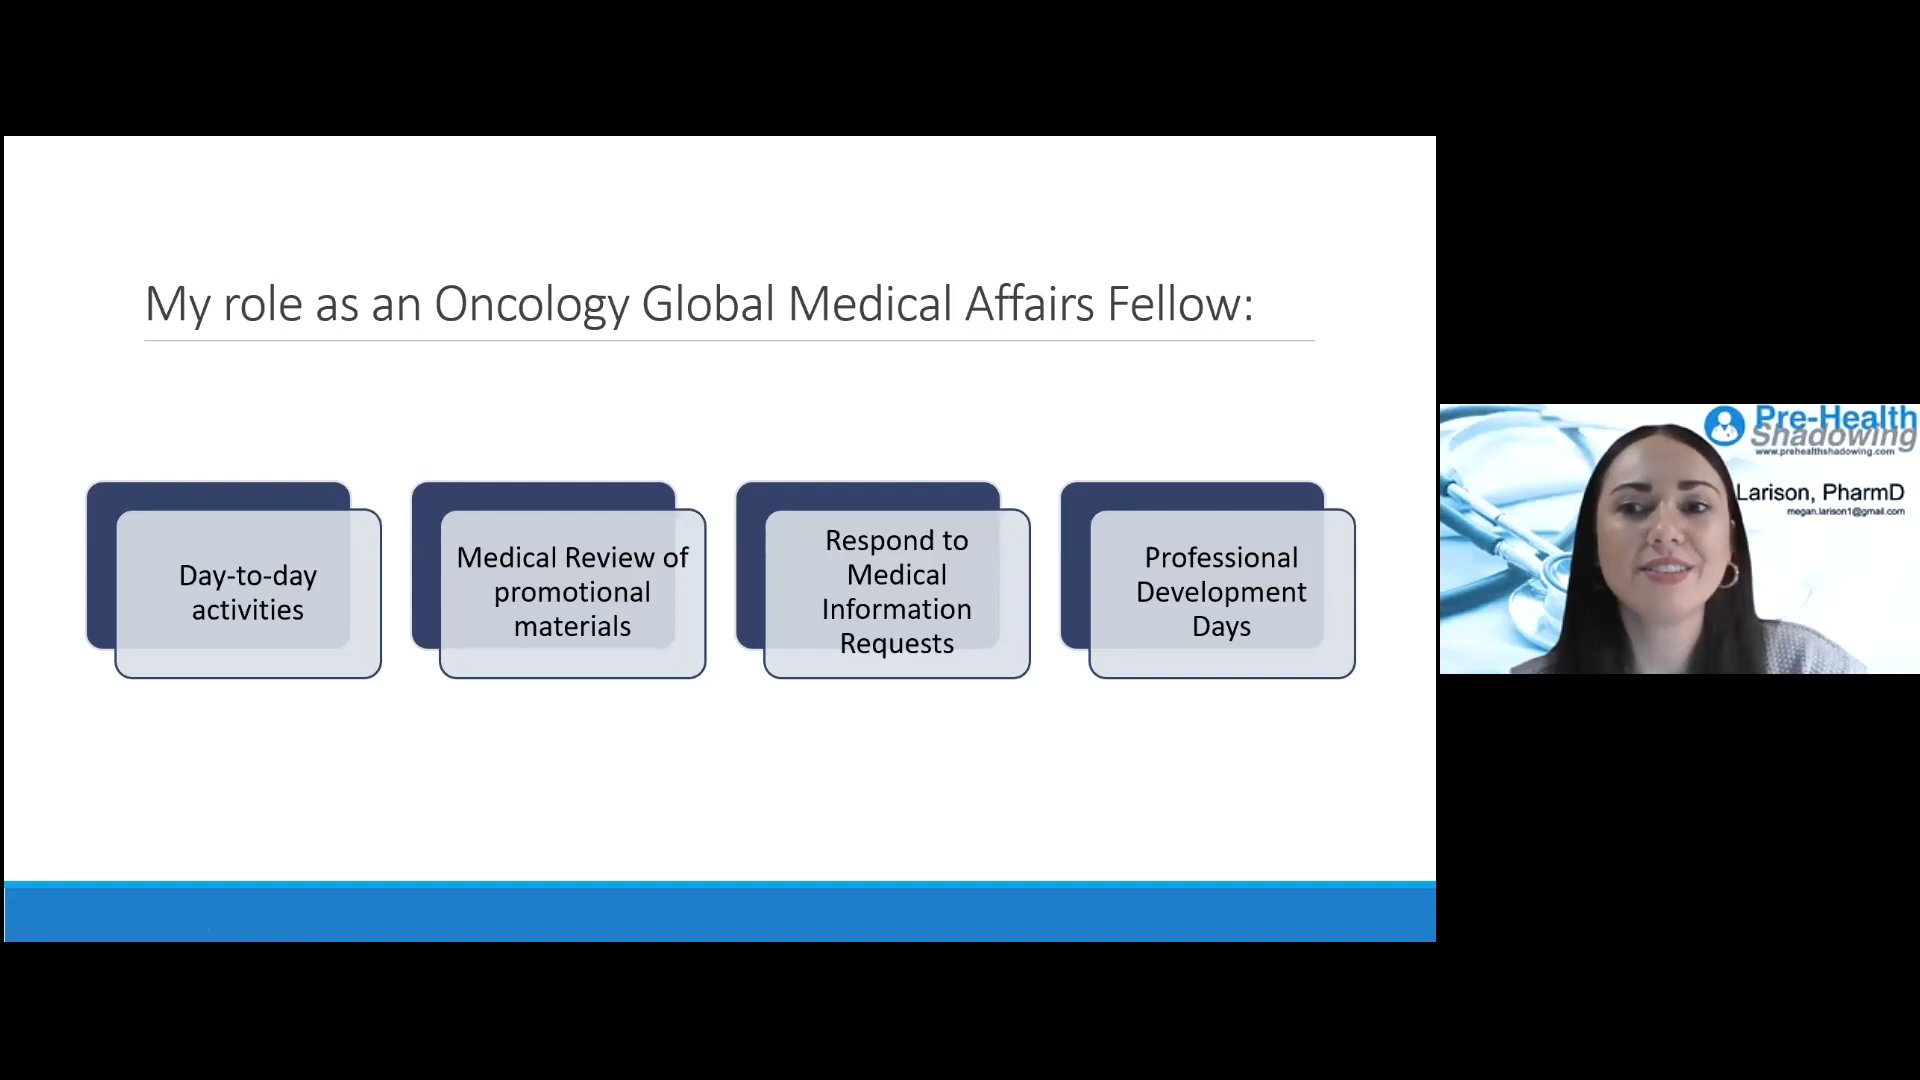 My role as an Oncology Global Medical Affairs Fellow:
Day-to-day
activities
Medical Review of
promotional
materials
Respond to
Medical
Information
Requests
Professional
Development
Days
Pre-Health
Shadowing
www.prehealthshadowing.com
Larison, PharmD
megan.larison1@gmail.com